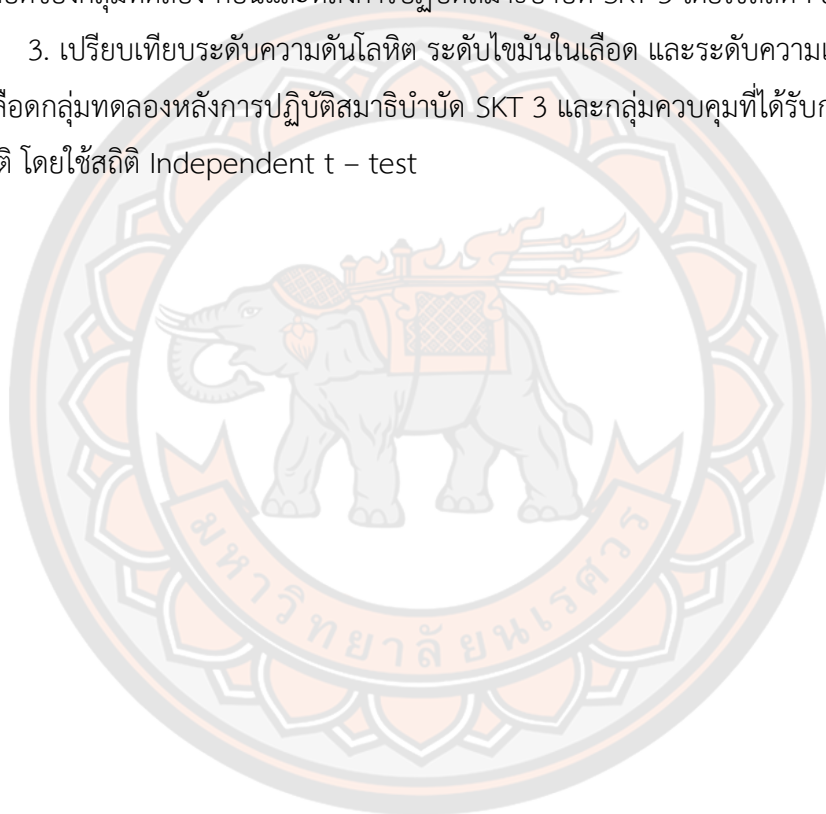 3. เปรียบเทียบระดับความดันโลหิต ระดับไขมันในเลือด และระดับความ
เลือดกลุ่มทดลองหลังการปฏิบัติสมาธิบำบัด SKT 3 และกลุ่มควบคุมที่ได้รับ
โดยใช้สถิติ Independent t – test
มหาวิทยาลัยนเรศวร